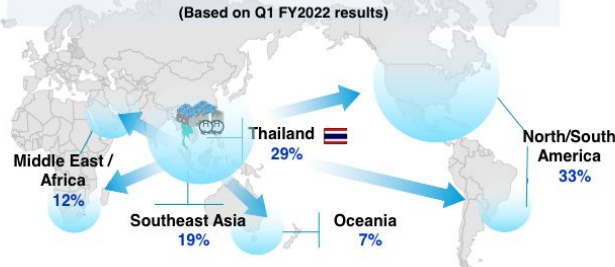 (Based on Q1 FY2022 results)
Thailand
29%
North/South
America
33%
Middle East /
Africa
12%
Southeast Asia
19%
Oceania
7%